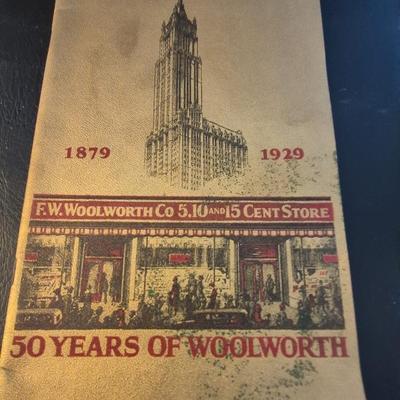 1879 1929
F.W. WOOLWORTH CO 5,10 AND 15 CENT STORE
50 YEARS OF WOOLWORTH